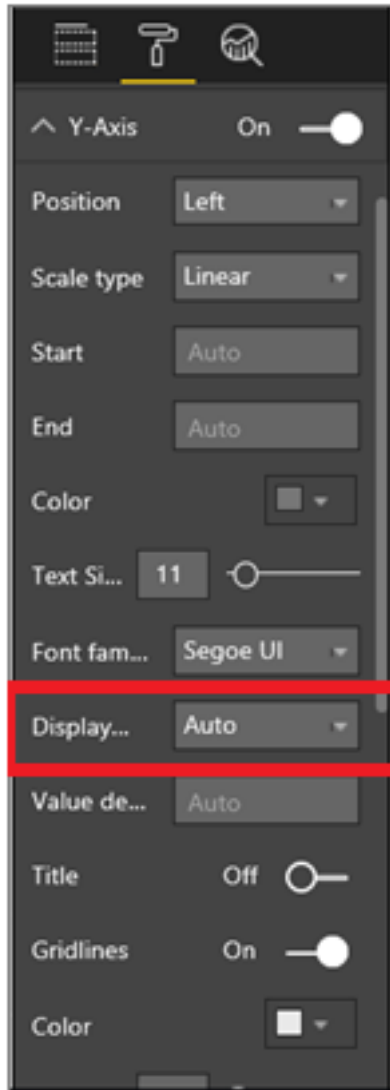 Y-Axis On
Position Left
Scale type Linear
Start Auto
End Auto
Color
Text Si... 11
Font fam... Segoe UI
Display... Auto
Value de... Auto
Title Off
Gridlines On
Color